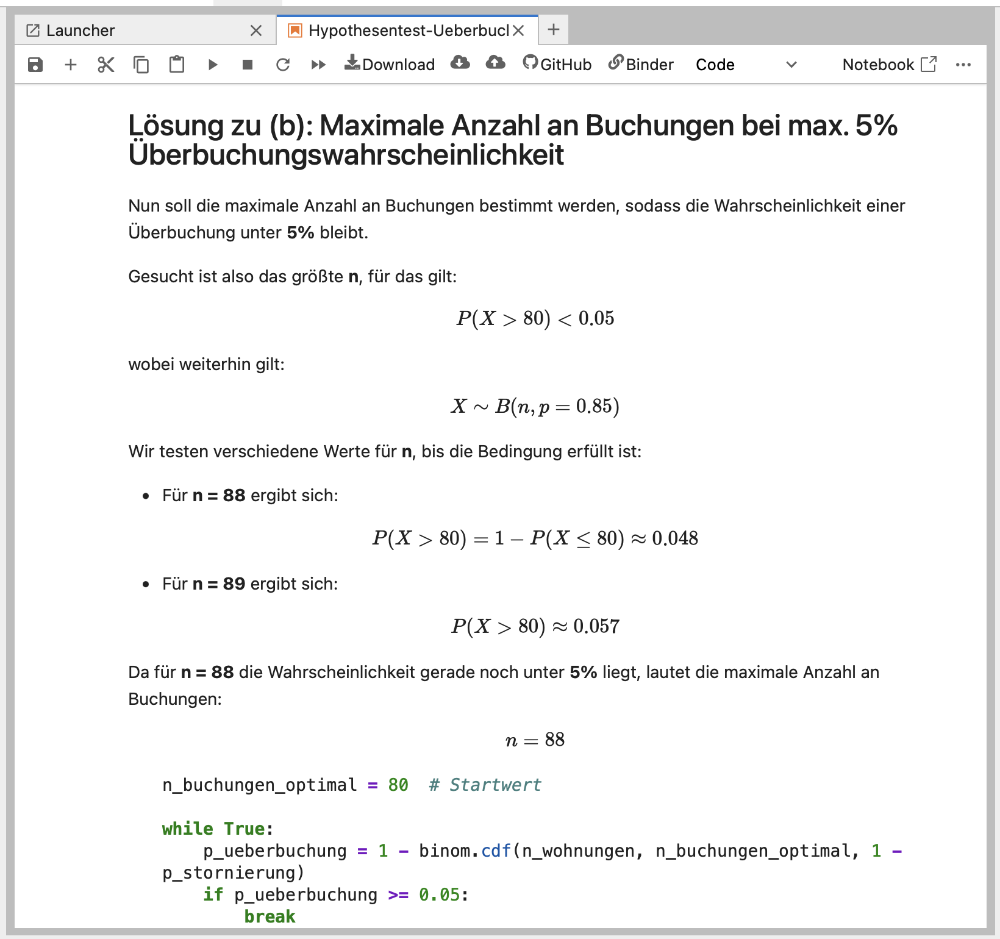 Launcher
Hypothesentest-Ueberbucl
Download GitHub Binder Code Notebook
Lösung zu (b): Maximale Anzahl an Buchungen bei max. 5%
Überbuchungswahrscheinlichkeit
Nun soll die maximale Anzahl an Buchungen bestimmt werden, sodass die Wahrscheinlichkeit einer
Überbuchung unter 5% bleibt.
Gesucht ist also das größte n, für das gilt:
P(X > 80) < 0.05
wobei weiterhin gilt:
X ∼ B(n, p = 0.85)
Wir testen verschiedene Werte für n, bis die Bedingung erfüllt ist:
• Für n = 88 ergibt sich:
P(X > 80) = 1 − P(X ≤ 80) ≈ 0.048
• Für n = 89 ergibt sich:
P(X > 80) ≈ 0.057
Da für n = 88 die Wahrscheinlichkeit gerade noch unter 5% liegt, lautet die maximale Anzahl an
Buchungen:
n = 88
n_buchungen_optimal = 80  # Startwert
while True:
    p_ueberbuchung = 1 - binom.cdf(n_wohnungen, n_buchungen_optimal, 1 -
p_stornierung)
    if p_ueberbuchung >= 0.05:
        break